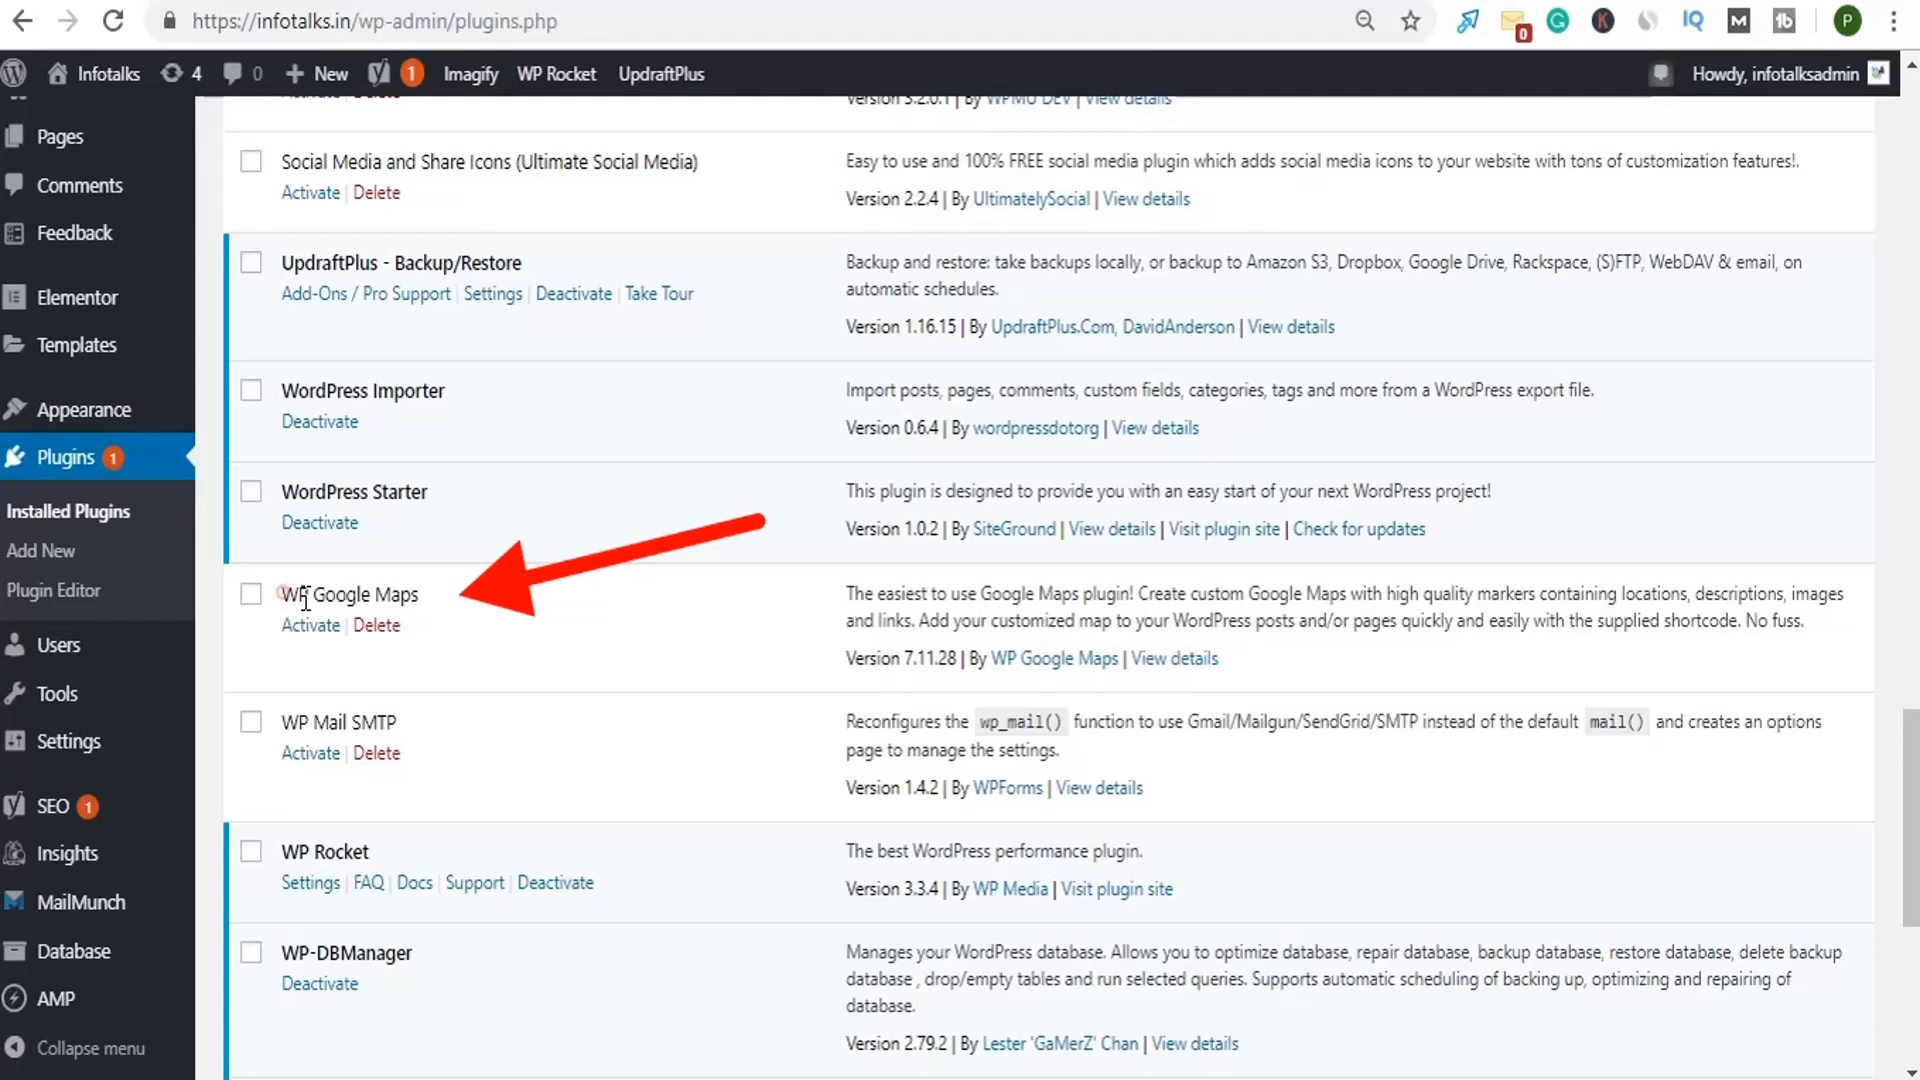 https://infotalks.in/wp-admin/plugins.php
0
G
K
IQ
M
tb
P
Infotalks 4 0 New 1 Imagify WP Rocket UpdraftPlus Howdy, infotalksadmin
Pages
Comments
Feedback
Elementor
Templates
Appearance
Plugins 1
Installed Plugins
Add New
Plugin Editor
Users
Tools
Settings
SEO 1
Insights
MailMunch
Database
AMP
Collapse menu
Activate | Delete
Version 3.2.0.1 | By WPMU DEV | View details
Social Media and Share Icons (Ultimate Social Media)
Activate | Delete
Easy to use and 100% FREE social media plugin which adds social media icons to your website with tons of customization features!.
Version 2.2.4 | By UltimatelySocial | View details
UpdraftPlus - Backup/Restore
Add-Ons / Pro Support | Settings | Deactivate | Take Tour
Backup and restore: take backups locally, or backup to Amazon S3, Dropbox, Google Drive, Rackspace, (S)FTP, WebDAV & email, on
automatic schedules.
Version 1.16.15 | By UpdraftPlus.Com, DavidAnderson | View details
WordPress Importer
Deactivate
Import posts, pages, comments, custom fields, categories, tags and more from a WordPress export file.
Version 0.6.4 | By wordpressdotorg | View details
WordPress Starter
Deactivate
This plugin is designed to provide you with an easy start of your next WordPress project!
Version 1.0.2 | By SiteGround | View details | Visit plugin site | Check for updates
WP Google Maps
Activate | Delete
The easiest to use Google Maps plugin! Create custom Google Maps with high quality markers containing locations, descriptions, images
and links. Add your customized map to your WordPress posts and/or pages quickly and easily with the supplied shortcode. No fuss.
Version 7.11.28 | By WP Google Maps | View details
WP Mail SMTP
Activate | Delete
Reconfigures the wp_mail() function to use Gmail/Mailgun/SendGrid/SMTP instead of the default mail() and creates an options
page to manage the settings.
Version 1.4.2 | By WPForms | View details
WP Rocket
Settings | FAQ | Docs | Support | Deactivate
The best WordPress performance plugin.
Version 3.3.4 | By WP Media | Visit plugin site
WP-DBManager
Deactivate
Manages your WordPress database. Allows you to optimize database, repair database, backup database, restore database, delete backup
database , drop/empty tables and run selected queries. Supports automatic scheduling of backing up, optimizing and repairing of
database.
Version 2.79.2 | By Lester 'GaMerZ' Chan | View details